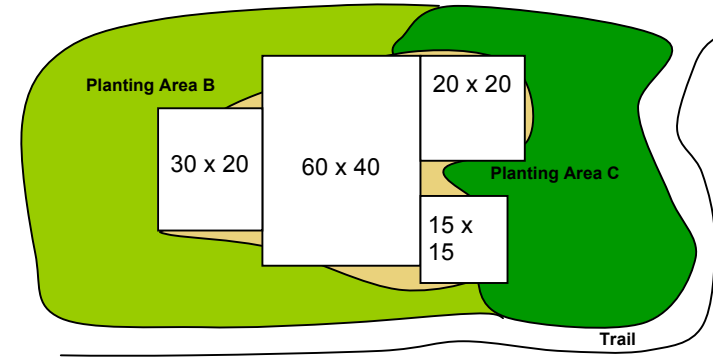 20 x 20
Planting Area B
30 x 20
60 x 40
Planting Area C
15 x
15
Trail